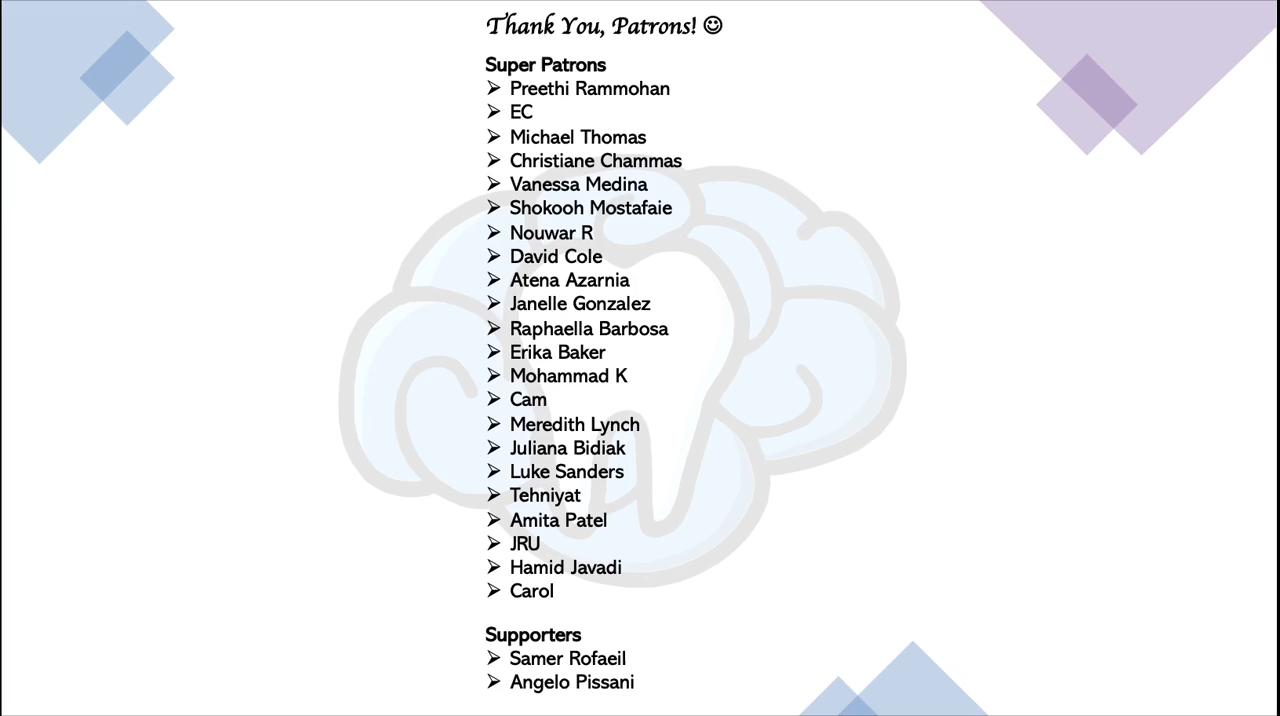 Thank You, Patrons! ☺
Super Patrons
➢ Preethi Rammohan
➢ EC
➢ Michael Thomas
➢ Christiane Chammas
➢ Vanessa Medina
➢ Shokooh Mostafaie
➢ Nouwar R
➢ David Cole
➢ Atena Azarnia
➢ Janelle Gonzalez
➢ Raphaella Barbosa
➢ Erika Baker
➢ Mohammad K
➢ Cam
➢ Meredith Lynch
➢ Juliana Bidiak
➢ Luke Sanders
➢ Tehniyat
➢ Amita Patel
➢ JRU
➢ Hamid Javadi
➢ Carol
Supporters
➢ Samer Rofaeil
➢ Angelo Pissani